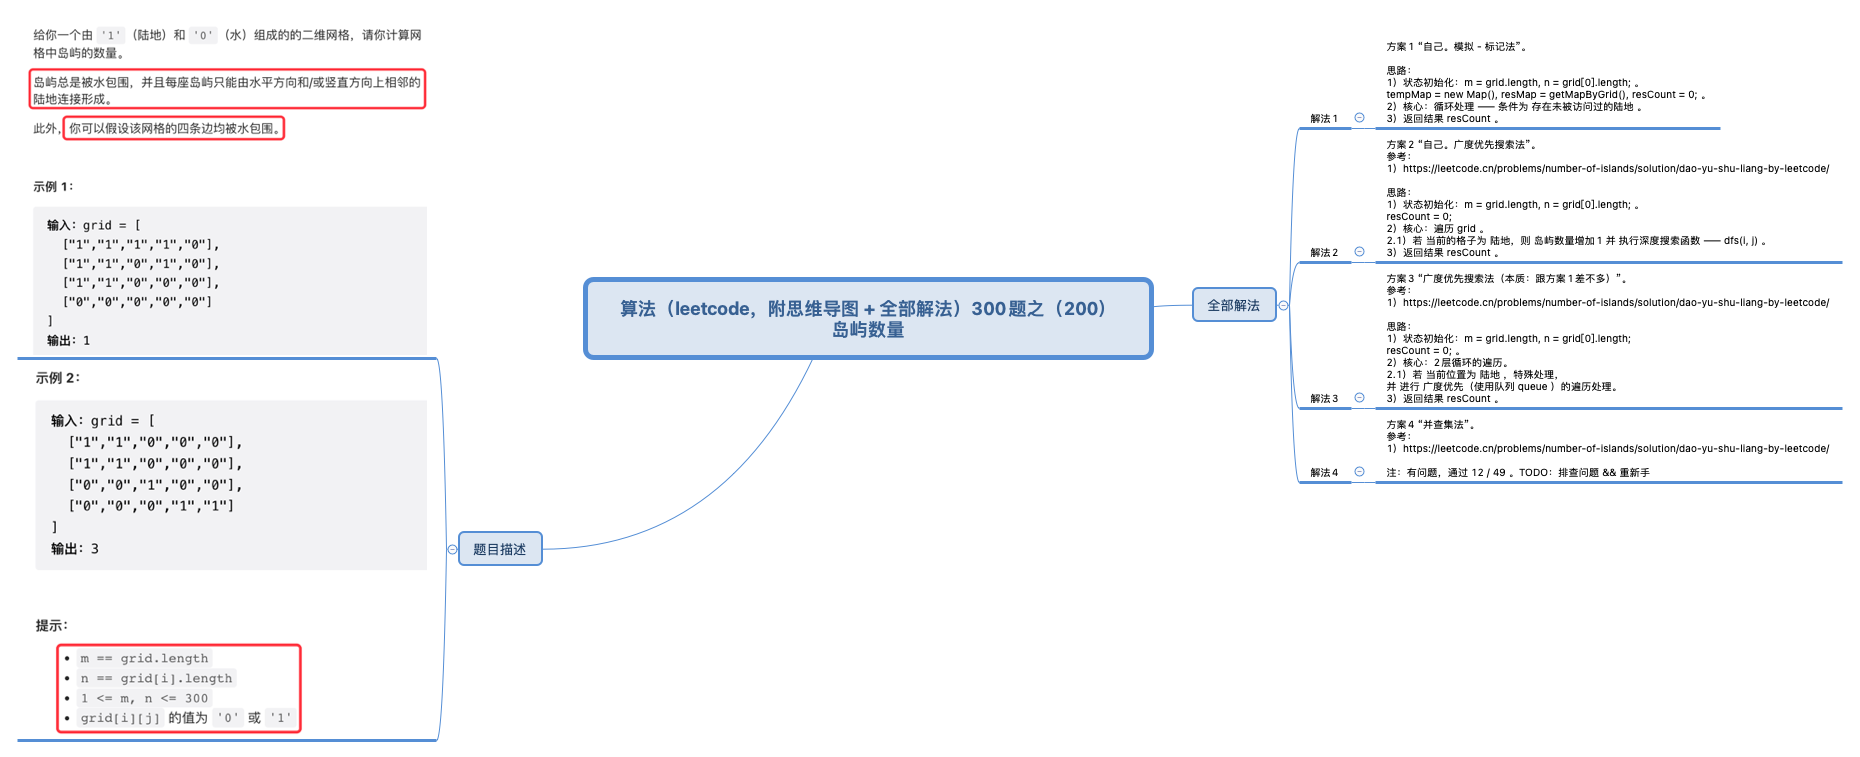 给你一个由 '1'（陆地）和 '0'（水）组成的的二维网格，请你计算网
格中岛屿的数量。
岛屿总是被水包围，并且每座岛屿只能由水平方向和/或竖直方向上相邻的
陆地连接形成。
此外，你可以假设该网格的四条边均被水包围。
示例 1：
输入：grid = [
["1","1","1","1","0"],
["1","1","0","1","0"],
["1","1","0","0","0"],
["0","0","0","0","0"]
]
输出：1
示例 2：
输入：grid = [
["1","1","0","0","0"],
["1","1","0","0","0"],
["0","0","1","0","0"],
["0","0","0","1","1"]
]
输出：3
提示：
• m == grid.length
• n == grid[i].length
• 1 <= m, n <= 300
• grid[i][j] 的值为 '0' 或 '1'
题目描述
算法（leetcode，附思维导图 + 全部解法）300 题之（200）
岛屿数量
全部解法
解法 1
方案 1 “自己。模拟 - 标记法”。
思路：
1）状态初始化：m = grid.length, n = grid[0].length; 。
tempMap = new Map(), resMap = getMapByGrid(), resCount = 0; 。
2）核心：循环处理 —— 条件为 存在未被访问过的陆地 。
3）返回结果 resCount 。
解法 2
方案 2 “自己。广度优先搜索法”。
参考：
1）https://leetcode.cn/problems/number-of-islands/solution/dao-yu-shu-liang-by-leetcode/
思路：
1）状态初始化：m = grid.length, n = grid[0].length; 。
resCount = 0;
2）核心：遍历 grid 。
2.1）若 当前的格子为 陆地，则 岛屿数量增加 1 并 执行深度搜索函数 —— dfs(i, j) 。
3）返回结果 resCount 。
解法 3
方案 3 “广度优先搜索法（本质：跟方案 1 差不多）”。
参考：
1）https://leetcode.cn/problems/number-of-islands/solution/dao-yu-shu-liang-by-leetcode/
思路：
1）状态初始化：m = grid.length, n = grid[0].length;
resCount = 0; 。
2）核心：2 层循环的遍历。
2.1）若 当前位置为 陆地 ，特殊处理，
并 进行 广度优先（使用队列 queue ）的遍历处理。
3）返回结果 resCount 。
解法 4
方案 4 “并查集法”。
参考：
1）https://leetcode.cn/problems/number-of-islands/solution/dao-yu-shu-liang-by-leetcode/
注：有问题，通过 12 / 49 。TODO：排查问题 && 重新手